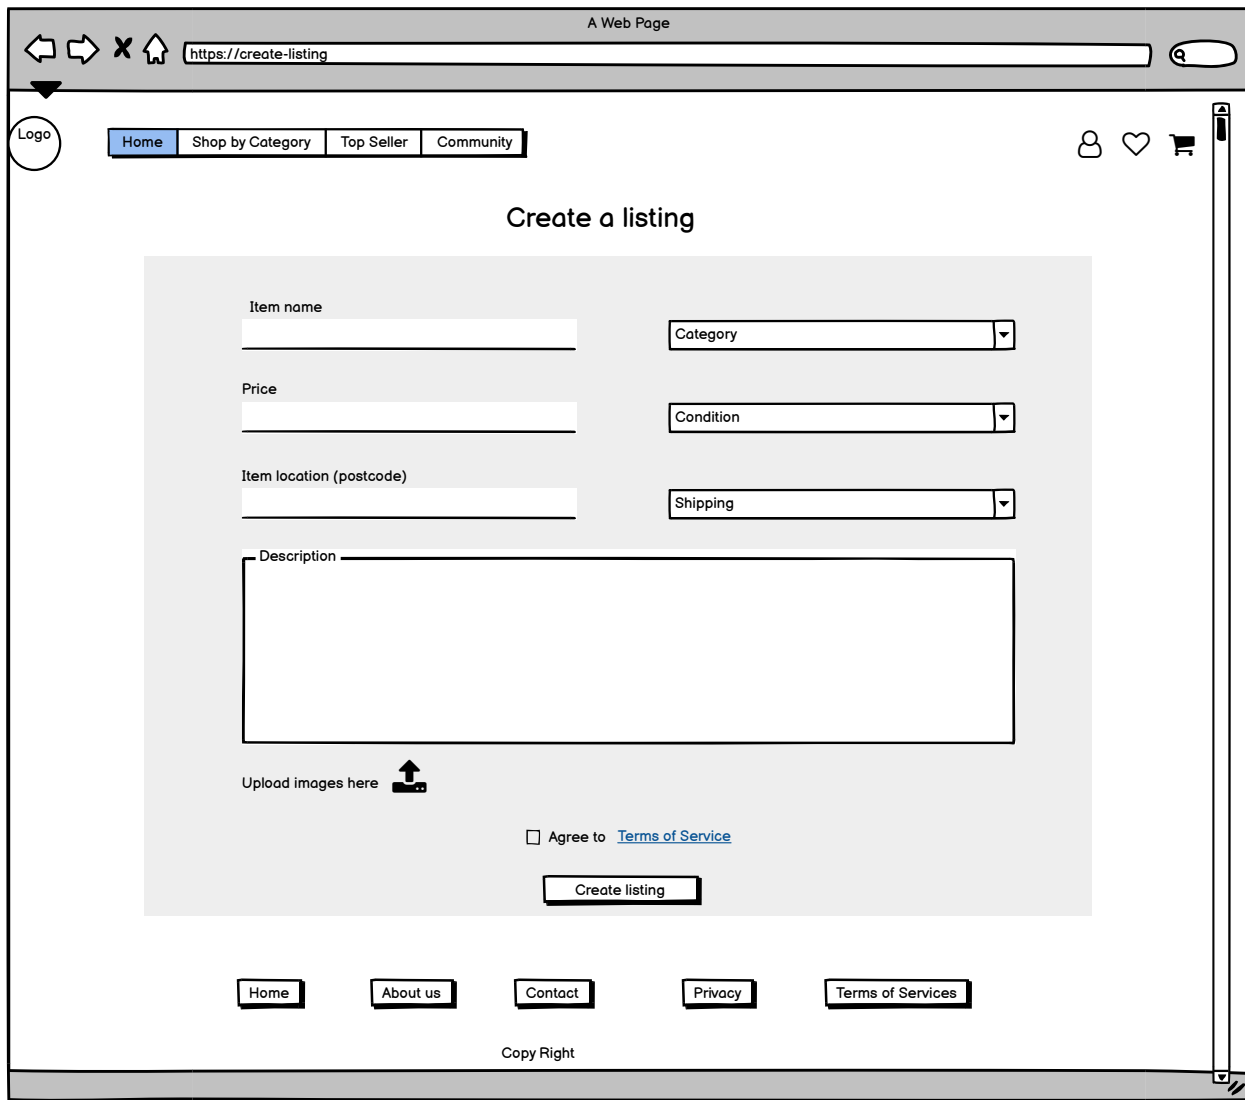 A Web Page
https://create-listing
Logo
Home Shop by Category Top Seller Community
Create a listing
Item name
Category
Price
Condition
Item location (postcode)
Shipping
Description
Upload images here
Agree to Terms of Service
Create listing
Home About us Contact Privacy Terms of Services
Copy Right